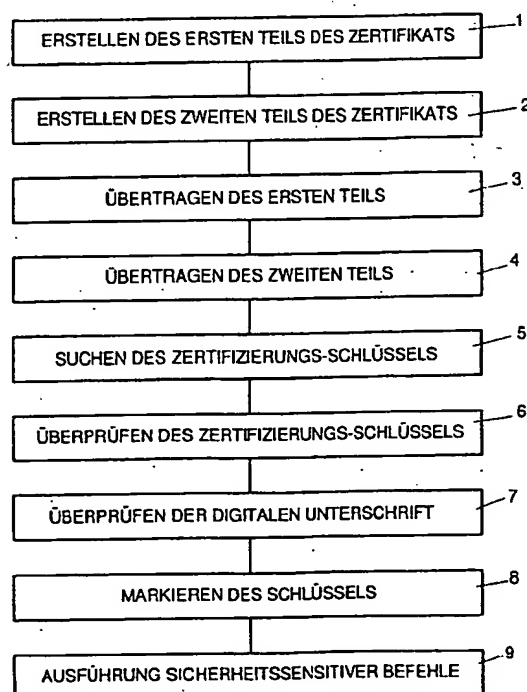 1
ERSTELLEN DES ERSTEN TEILS DES ZERTIFIKATS
2
ERSTELLEN DES ZWEITEN TEILS DES ZERTIFIKATS
3
ÜBERTRAGEN DES ERSTEN TEILS
4
ÜBERTRAGEN DES ZWEITEN TEILS
5
SUCHEN DES ZERTIFIZIERUNGS-SCHLÜSSELS
6
ÜBERPRÜFEN DES ZERTIFIZIERUNGS-SCHLÜSSELS
7
ÜBERPRÜFEN DER DIGITALEN UNTERSCHRIFT
8
MARKIEREN DES SCHLÜSSELS
9
AUSFÜHRUNG SICHERHEITSSENSITIVER BEFEHLE